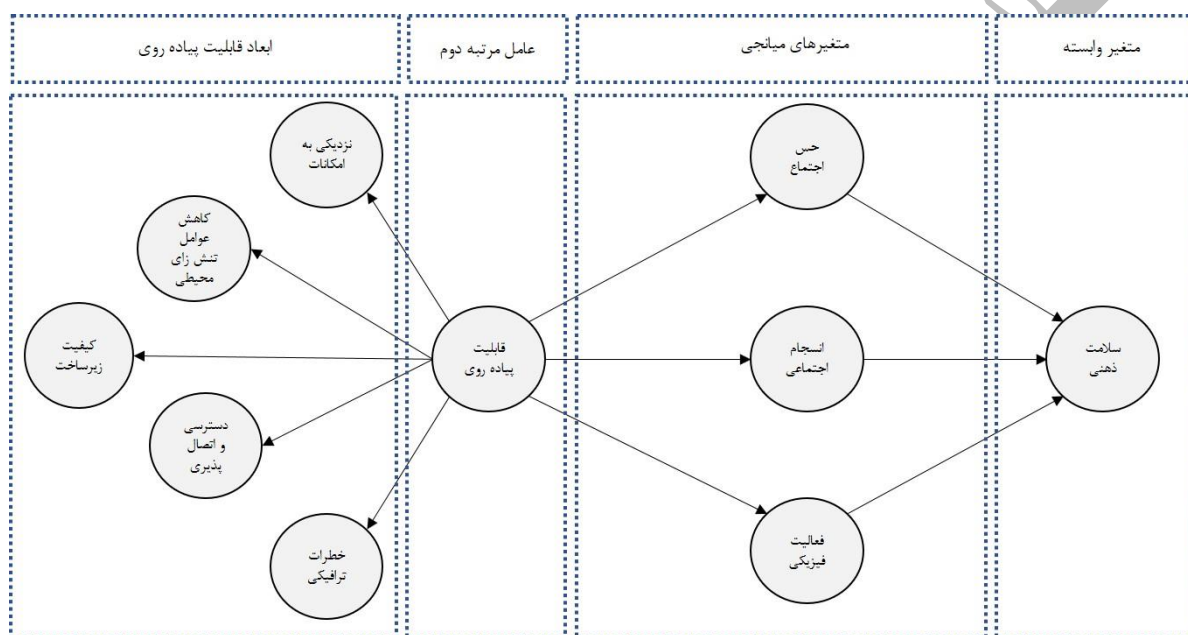 ابعاد قابلیت پیاده روی
عامل مرتبه دوم
متغیرهای میانجی
متغیر وابسته
نزدیکی به
امکانات
کاهش
عوامل
تنش زای
محیطی
کیفیت
زیرساخت
دسترسی
و اتصال
پذیری
خطرات
ترافیکی
قابلیت
پیاده روی
حس
اجتماع
انسجام
اجتماعی
فعالیت
فیزیکی
سلامت
ذهنی